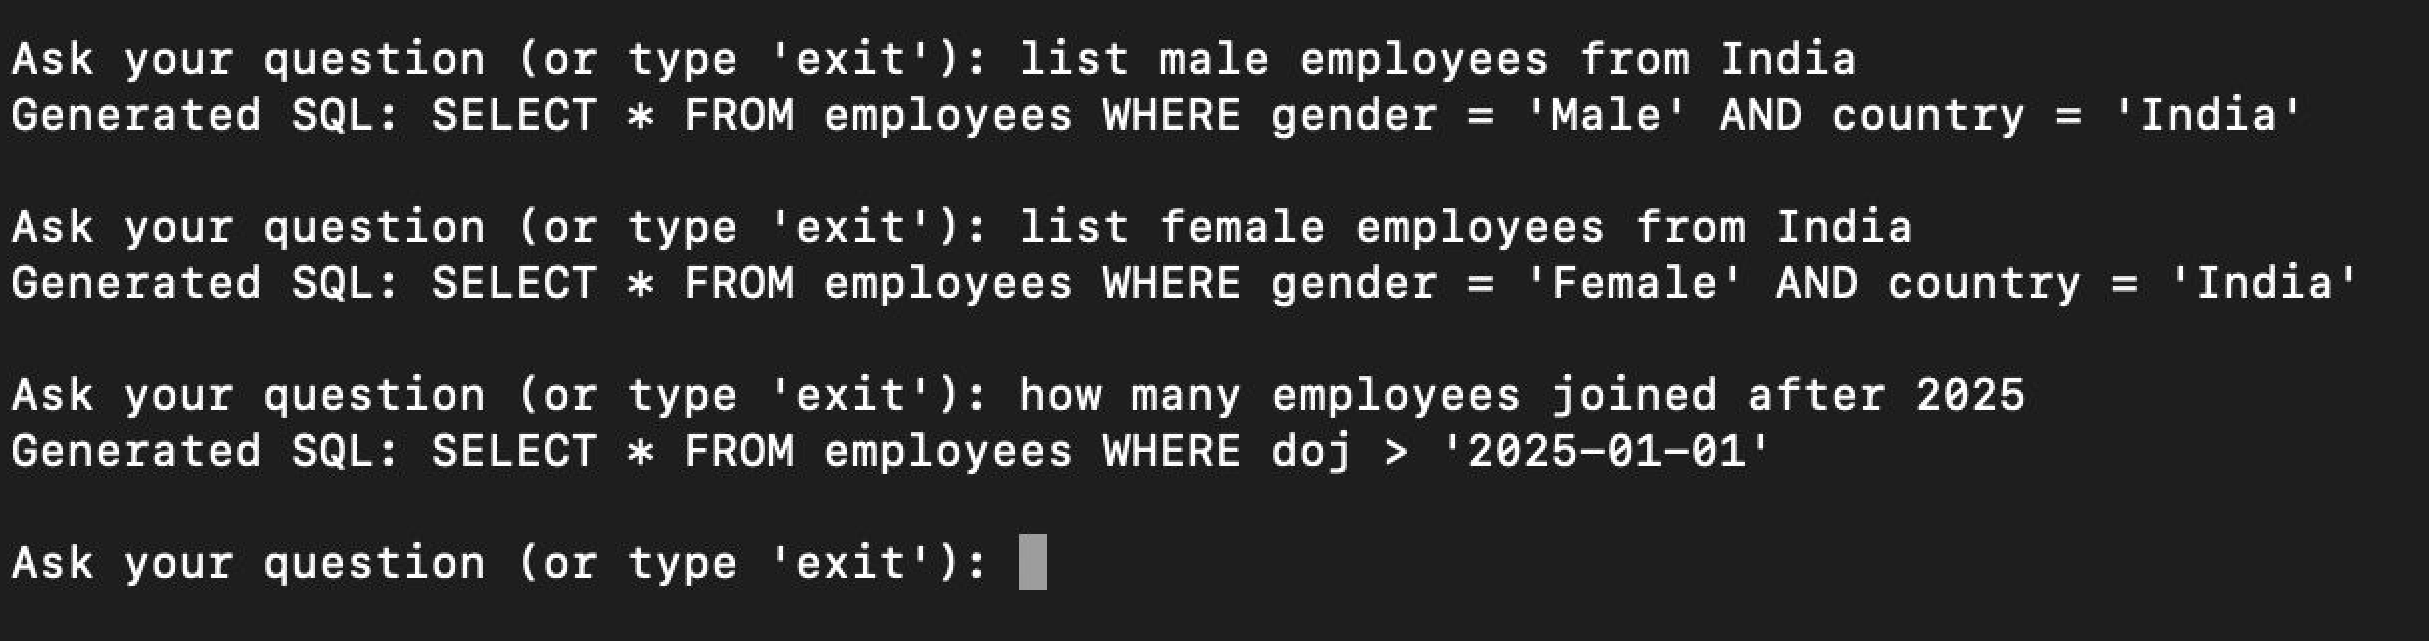 Ask your question (or type 'exit'): list male employees from India
Generated SQL: SELECT * FROM employees WHERE gender = 'Male' AND country = 'India'
Ask your question (or type 'exit'): list female employees from India
Generated SQL: SELECT * FROM employees WHERE gender = 'Female' AND country = 'India'
Ask your question (or type 'exit'): how many employees joined after 2025
Generated SQL: SELECT * FROM employees WHERE doj > '2025-01-01'
Ask your question (or type 'exit'):